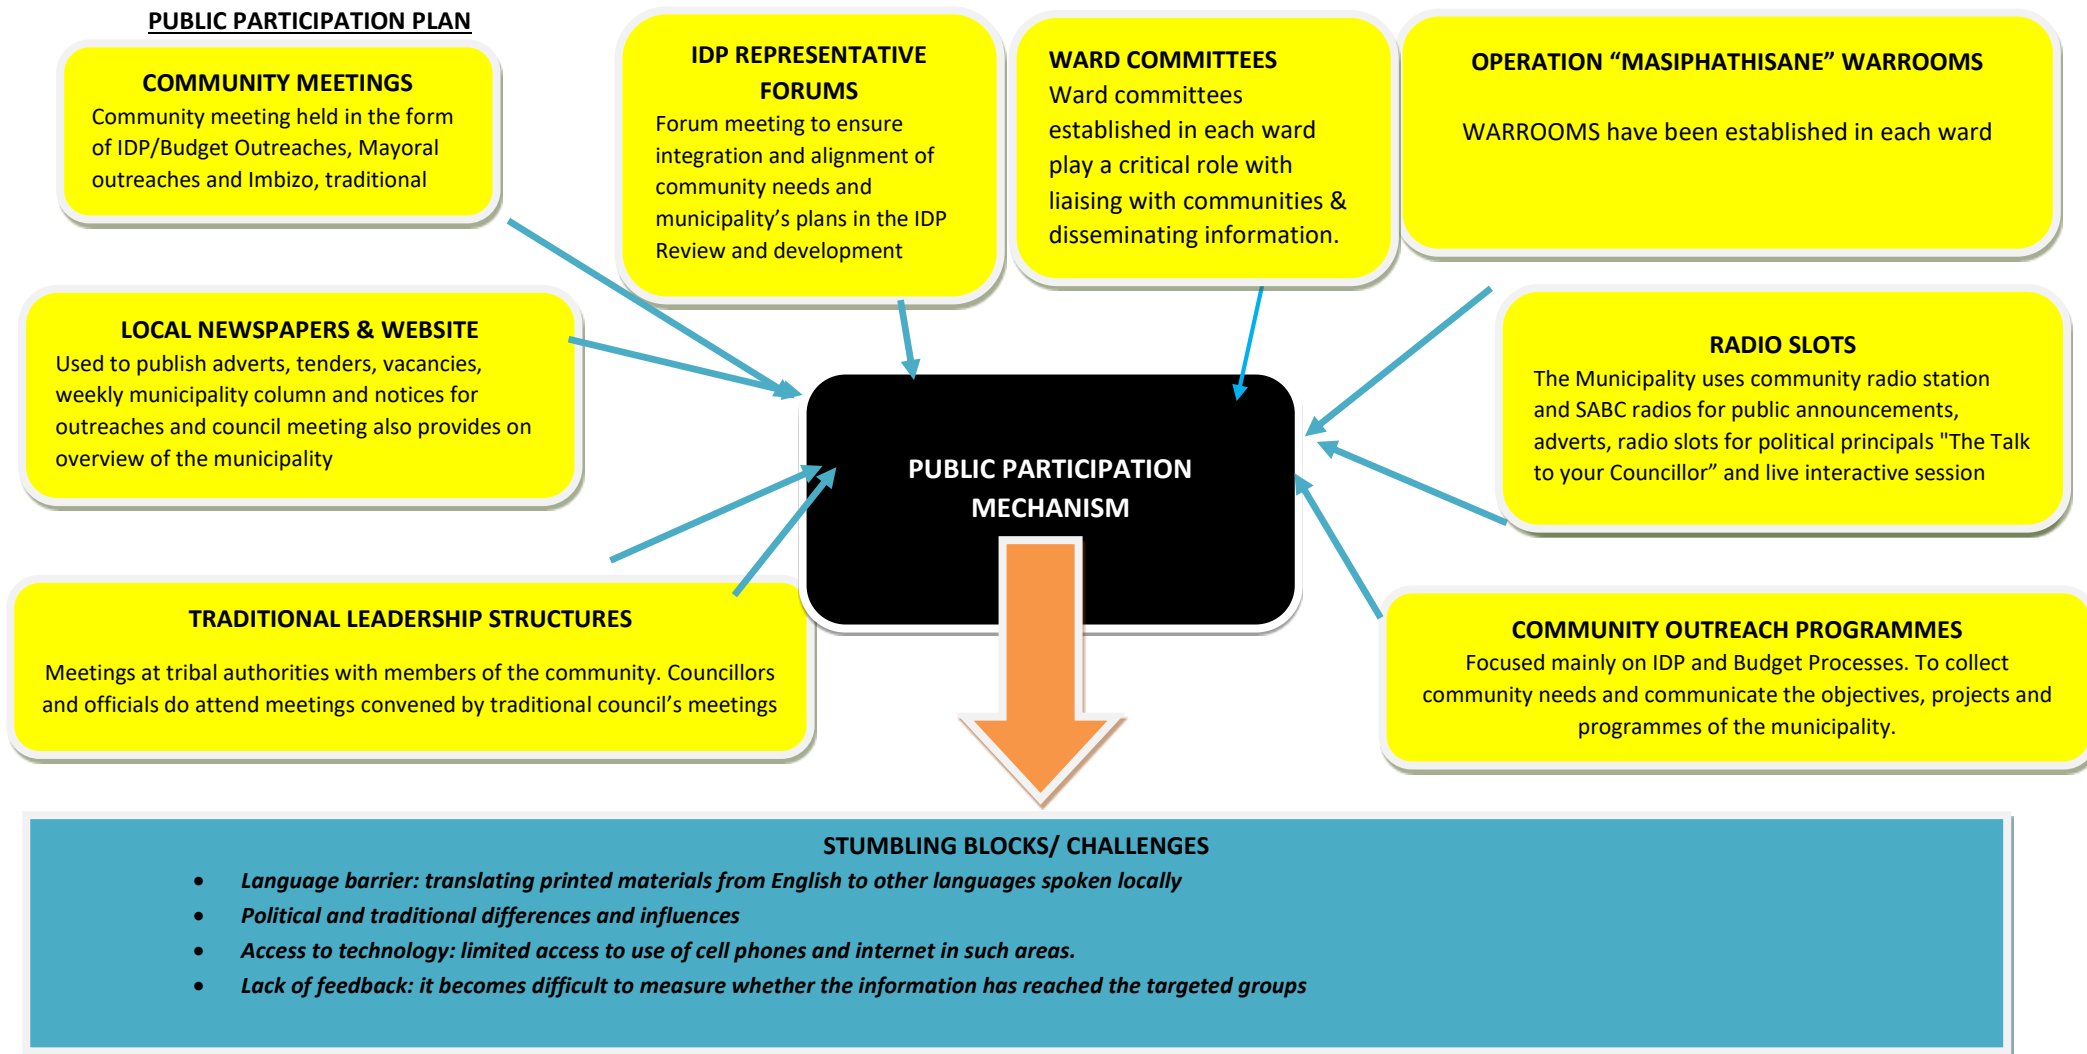 PUBLIC PARTICIPATION PLAN
COMMUNITY MEETINGS
Community meeting held in the form
of IDP/Budget Outreaches, Mayoral
outreaches and Imbizo, traditional
IDP REPRESENTATIVE
FORUMS
Forum meeting to ensure
integration and alignment of
community needs and
municipality’s plans in the IDP
Review and development
WARD COMMITTEES
Ward committees
established in each ward
play a critical role with
liaising with communities &
disseminating information.
OPERATION “MASIPHATHISANE” WARROOMS
WARROOMS have been established in each ward
LOCAL NEWSPAPERS & WEBSITE
Used to publish adverts, tenders, vacancies,
weekly municipality column and notices for
outreaches and council meeting also provides on
overview of the municipality
RADIO SLOTS
The Municipality uses community radio station
and SABC radios for public announcements,
adverts, radio slots for political principals "The Talk
to your Councillor” and live interactive session
PUBLIC PARTICIPATION
MECHANISM
TRADITIONAL LEADERSHIP STRUCTURES
Meetings at tribal authorities with members of the community. Councillors
and officials do attend meetings convened by traditional council’s meetings
COMMUNITY OUTREACH PROGRAMMES
Focused mainly on IDP and Budget Processes. To collect
community needs and communicate the objectives, projects and
programmes of the municipality.
STUMBLING BLOCKS/ CHALLENGES
• Language barrier: translating printed materials from English to other languages spoken locally
• Political and traditional differences and influences
• Access to technology: limited access to use of cell phones and internet in such areas.
• Lack of feedback: it becomes difficult to measure whether the information has reached the targeted groups